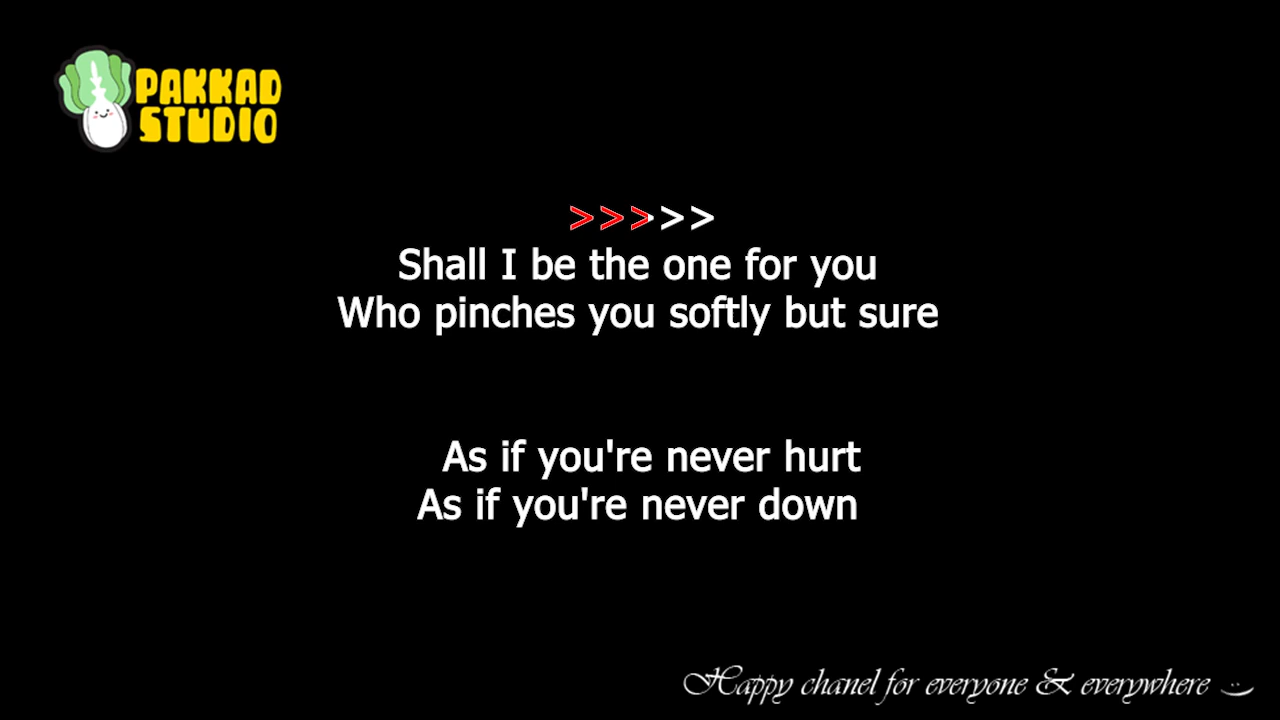 PAKKAD
STUDIO
>>>>>
Shall I be the one for you
Who pinches you softly but sure
As if you're never hurt
As if you're never down
Happy chanel for everyone & everywhere :)